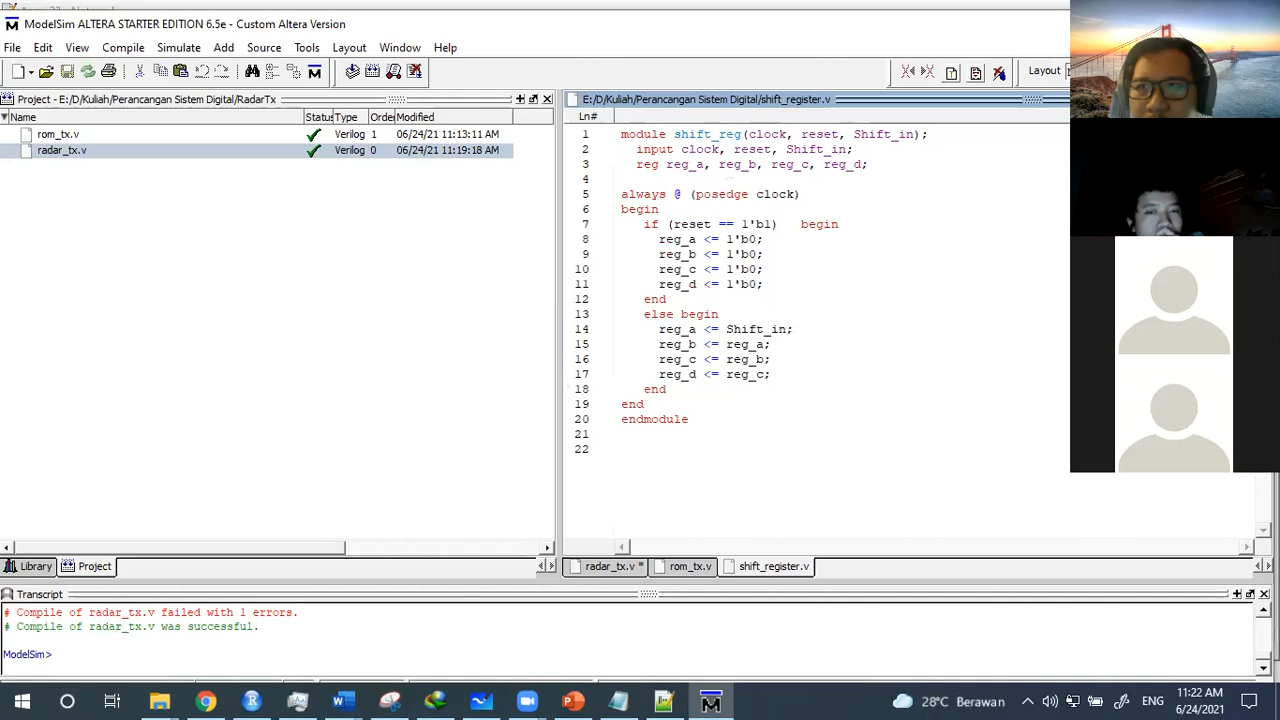 ModelSim ALTERA STARTER EDITION 6.5e - Custom Altera Version
File Edit View Compile Simulate Add Source Tools Layout Window Help
Layout
Project - E:/D/Kuliah/Perancangan Sistem Digital/RadarTx
Name Status Type Order Modified
rom_tx.v Verilog 1 06/24/21 11:13:11 AM
radar_tx.v Verilog 0 06/24/21 11:19:18 AM
Library Project
E:/D/Kuliah/Perancangan Sistem Digital/shift_register.v
Ln#
1 module shift_reg(clock, reset, Shift_in);
2 input clock, reset, Shift_in;
3 reg reg_a, reg_b, reg_c, reg_d;
4
5 always @ (posedge clock)
6 begin
7 if (reset == 1'b1) begin
8 reg_a <= 1'b0;
9 reg_b <= 1'b0;
10 reg_c <= 1'b0;
11 reg_d <= 1'b0;
12 end
13 else begin
14 reg_a <= Shift_in;
15 reg_b <= reg_a;
16 reg_c <= reg_b;
17 reg_d <= reg_c;
18 end
19 end
20 endmodule
21
22
radar_tx.v * rom_tx.v shift_register.v
Transcript
# Compile of radar_tx.v failed with 1 errors.
# Compile of radar_tx.v was successful.
ModelSim>
28°C Berawan ENG 11:22 AM
6/24/2021